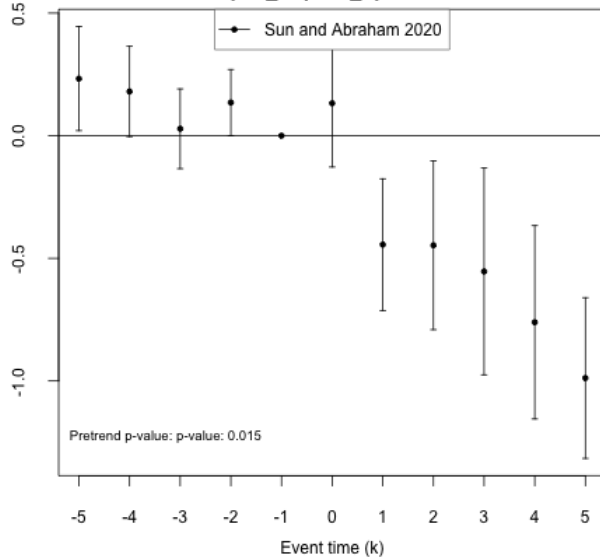 Sun and Abraham 2020
0.5
0.0
-0.5
-1.0
Pretrend p-value: p-value: 0.015
-5 -4 -3 -2 -1 0 1 2 3 4 5
Event time (k)